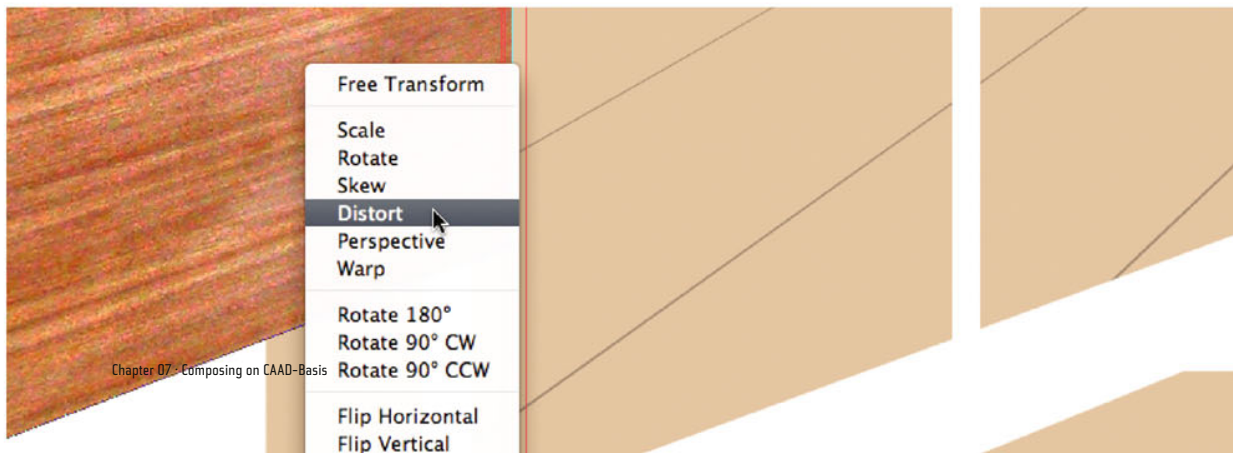 Free Transform
Scale
Rotate
Skew
Distort
Perspective
Warp
Rotate 180°
Rotate 90° CW
Chapter 07 · Composing on CAAD-Basis
Rotate 90° CCW
Flip Horizontal
Flip Vertical